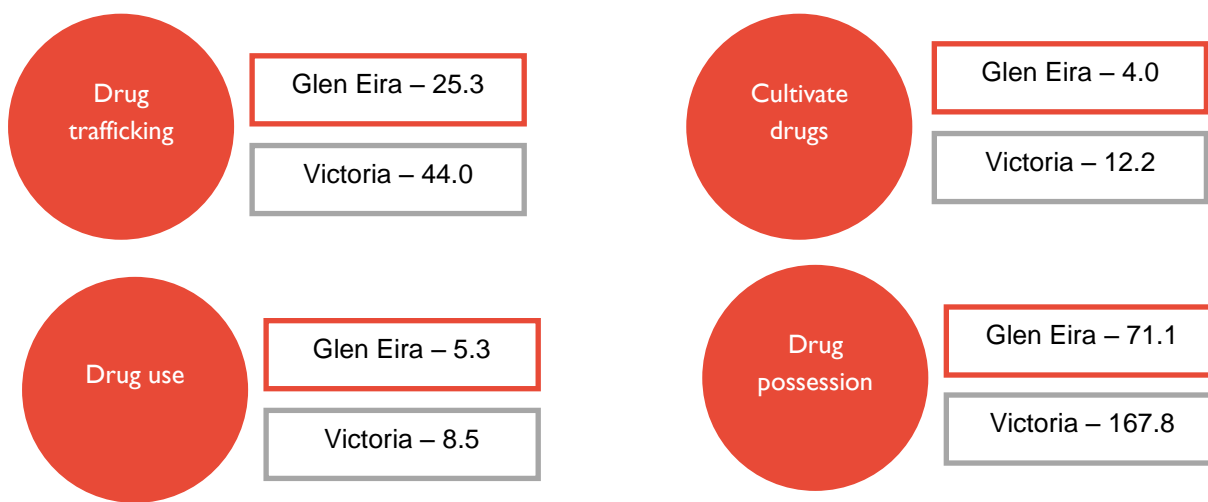 Drug
trafficking
Glen Eira – 25.3
Victoria – 44.0
Cultivate
drugs
Glen Eira – 4.0
Victoria – 12.2
Drug use
Glen Eira – 5.3
Victoria – 8.5
Drug
possession
Glen Eira – 71.1
Victoria – 167.8